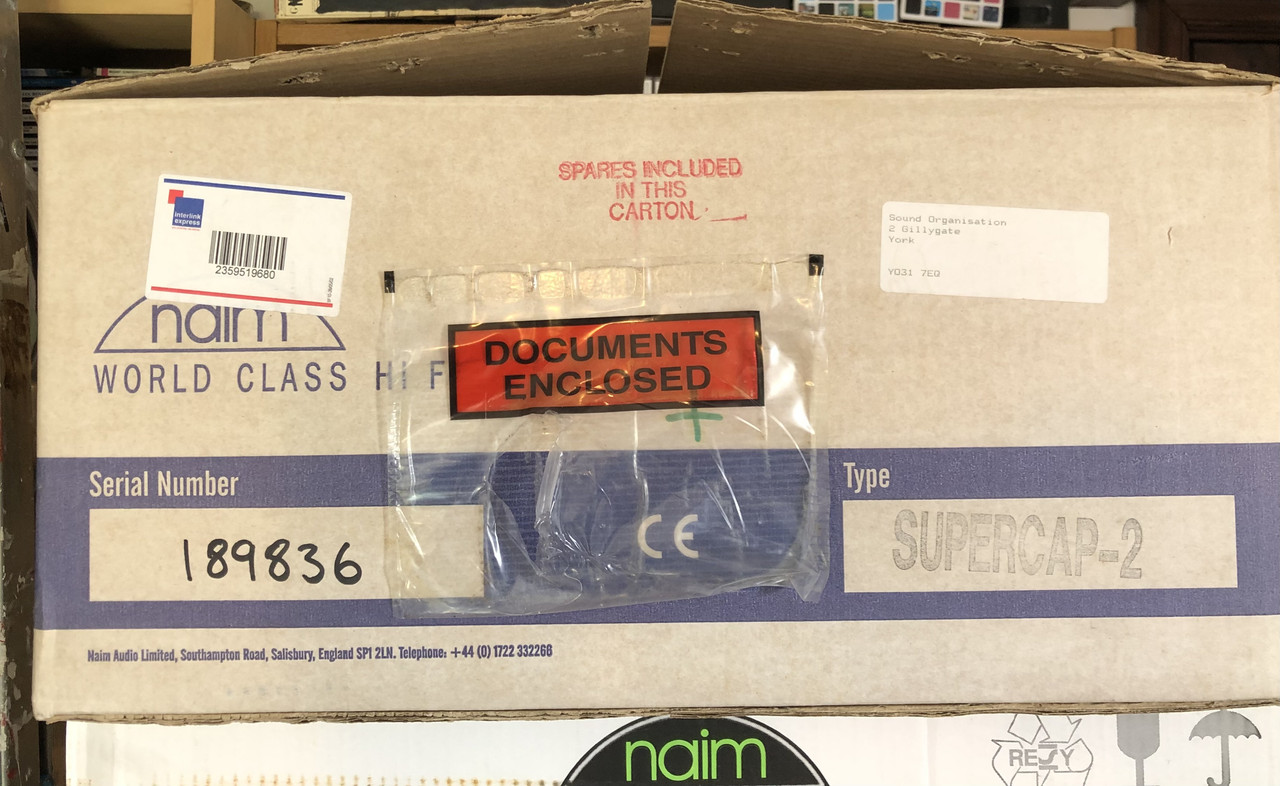 SPARES INCLUDED
IN THIS
CARTON.
interlink
express
2359519680
Sound Organisation
2 Gillygate
York
YO31 7EQ
naim
WORLD CLASS HI F
DOCUMENTS
ENCLOSED
Serial Number
189836
CE
Type
SUPERCAP-2
Naim Audio Limited, Southampton Road, Salisbury, England SP1 2LN. Telephone: +44 (0) 1722 332266
naim
RESY